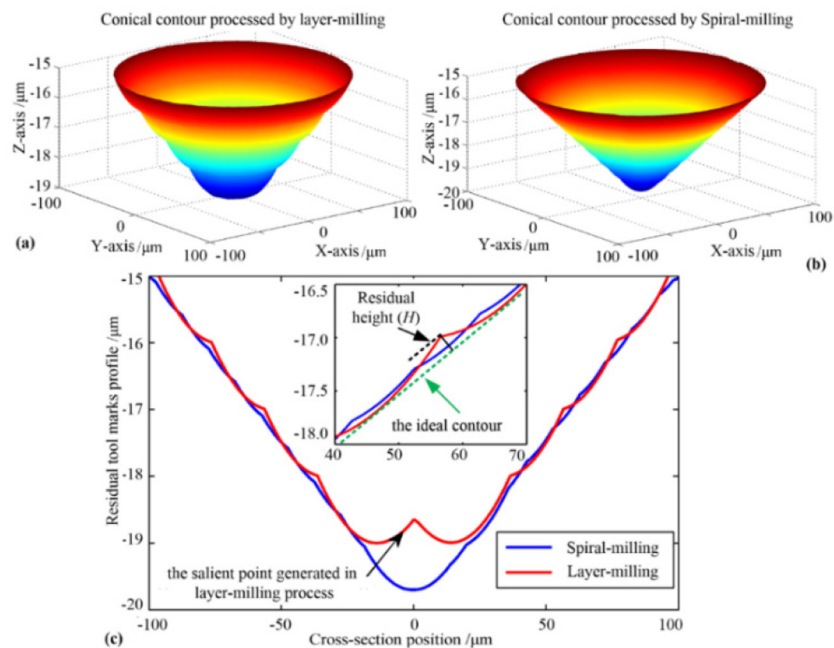 Conical contour processed by layer-milling
Conical contour processed by Spiral-milling
-15
-16
-17
-18
-19
-100
0
100
-100
0
100
Z-axis /μm
Y-axis/μm
X-axis/μm
(a)
-15
-16
-17
-18
-19
-20
-100
0
100
-100
0
100
Z-axis/μm
Y-axis/μm
X-axis/μm
(b)
-15
-16
-17
-18
-19
-20
-100
-50
0
50
100
Residual tool marks profile /μm
Cross-section position /μm
-16.5
-17.0
-17.5
-18.0
40
50
60
70
Residual
height (H)
the ideal contour
the salient point generated in
layer-milling process
Spiral-milling
Layer-milling
(c)